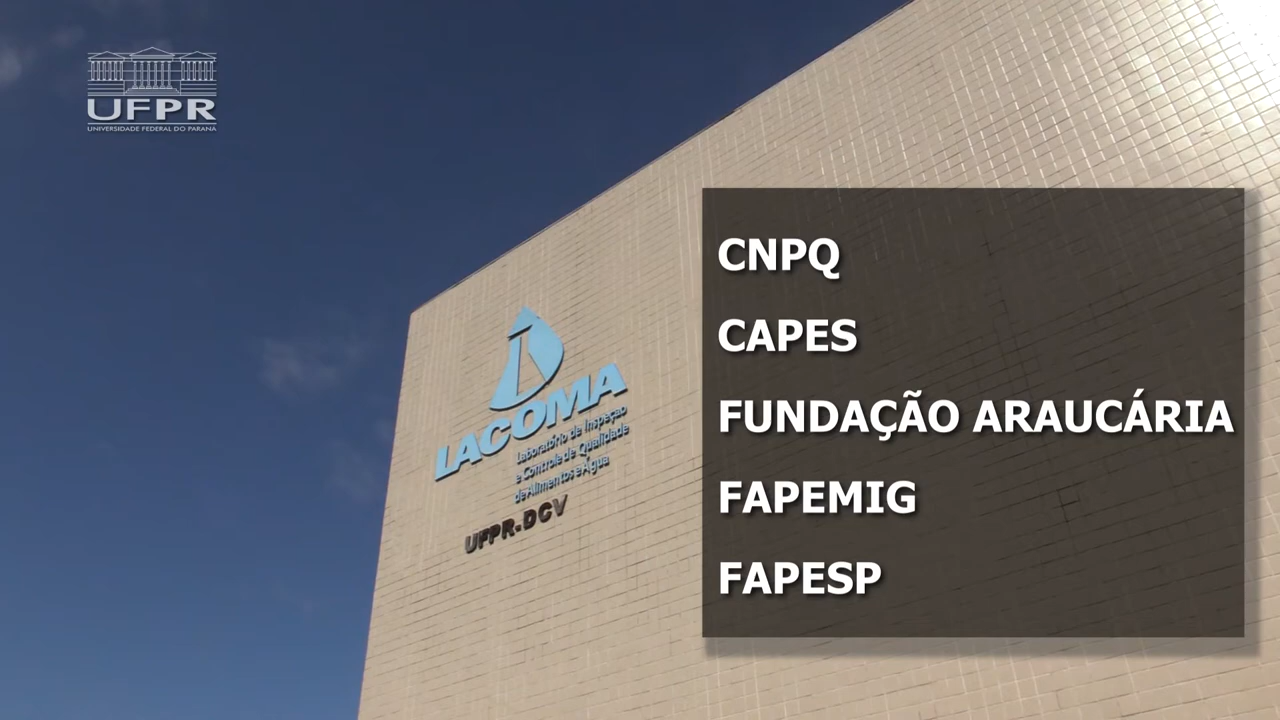 UFPR
UNIVERSIDADE FEDERAL DO PARANÁ
CNPQ
CAPES
FUNDAÇÃO ARAUCÁRIA
FAPEMIG
FAPESP
LACOMA
Laboratório de Inspeção
e Controle de Qualidade
de Alimentos e Água
UFPR-DCV